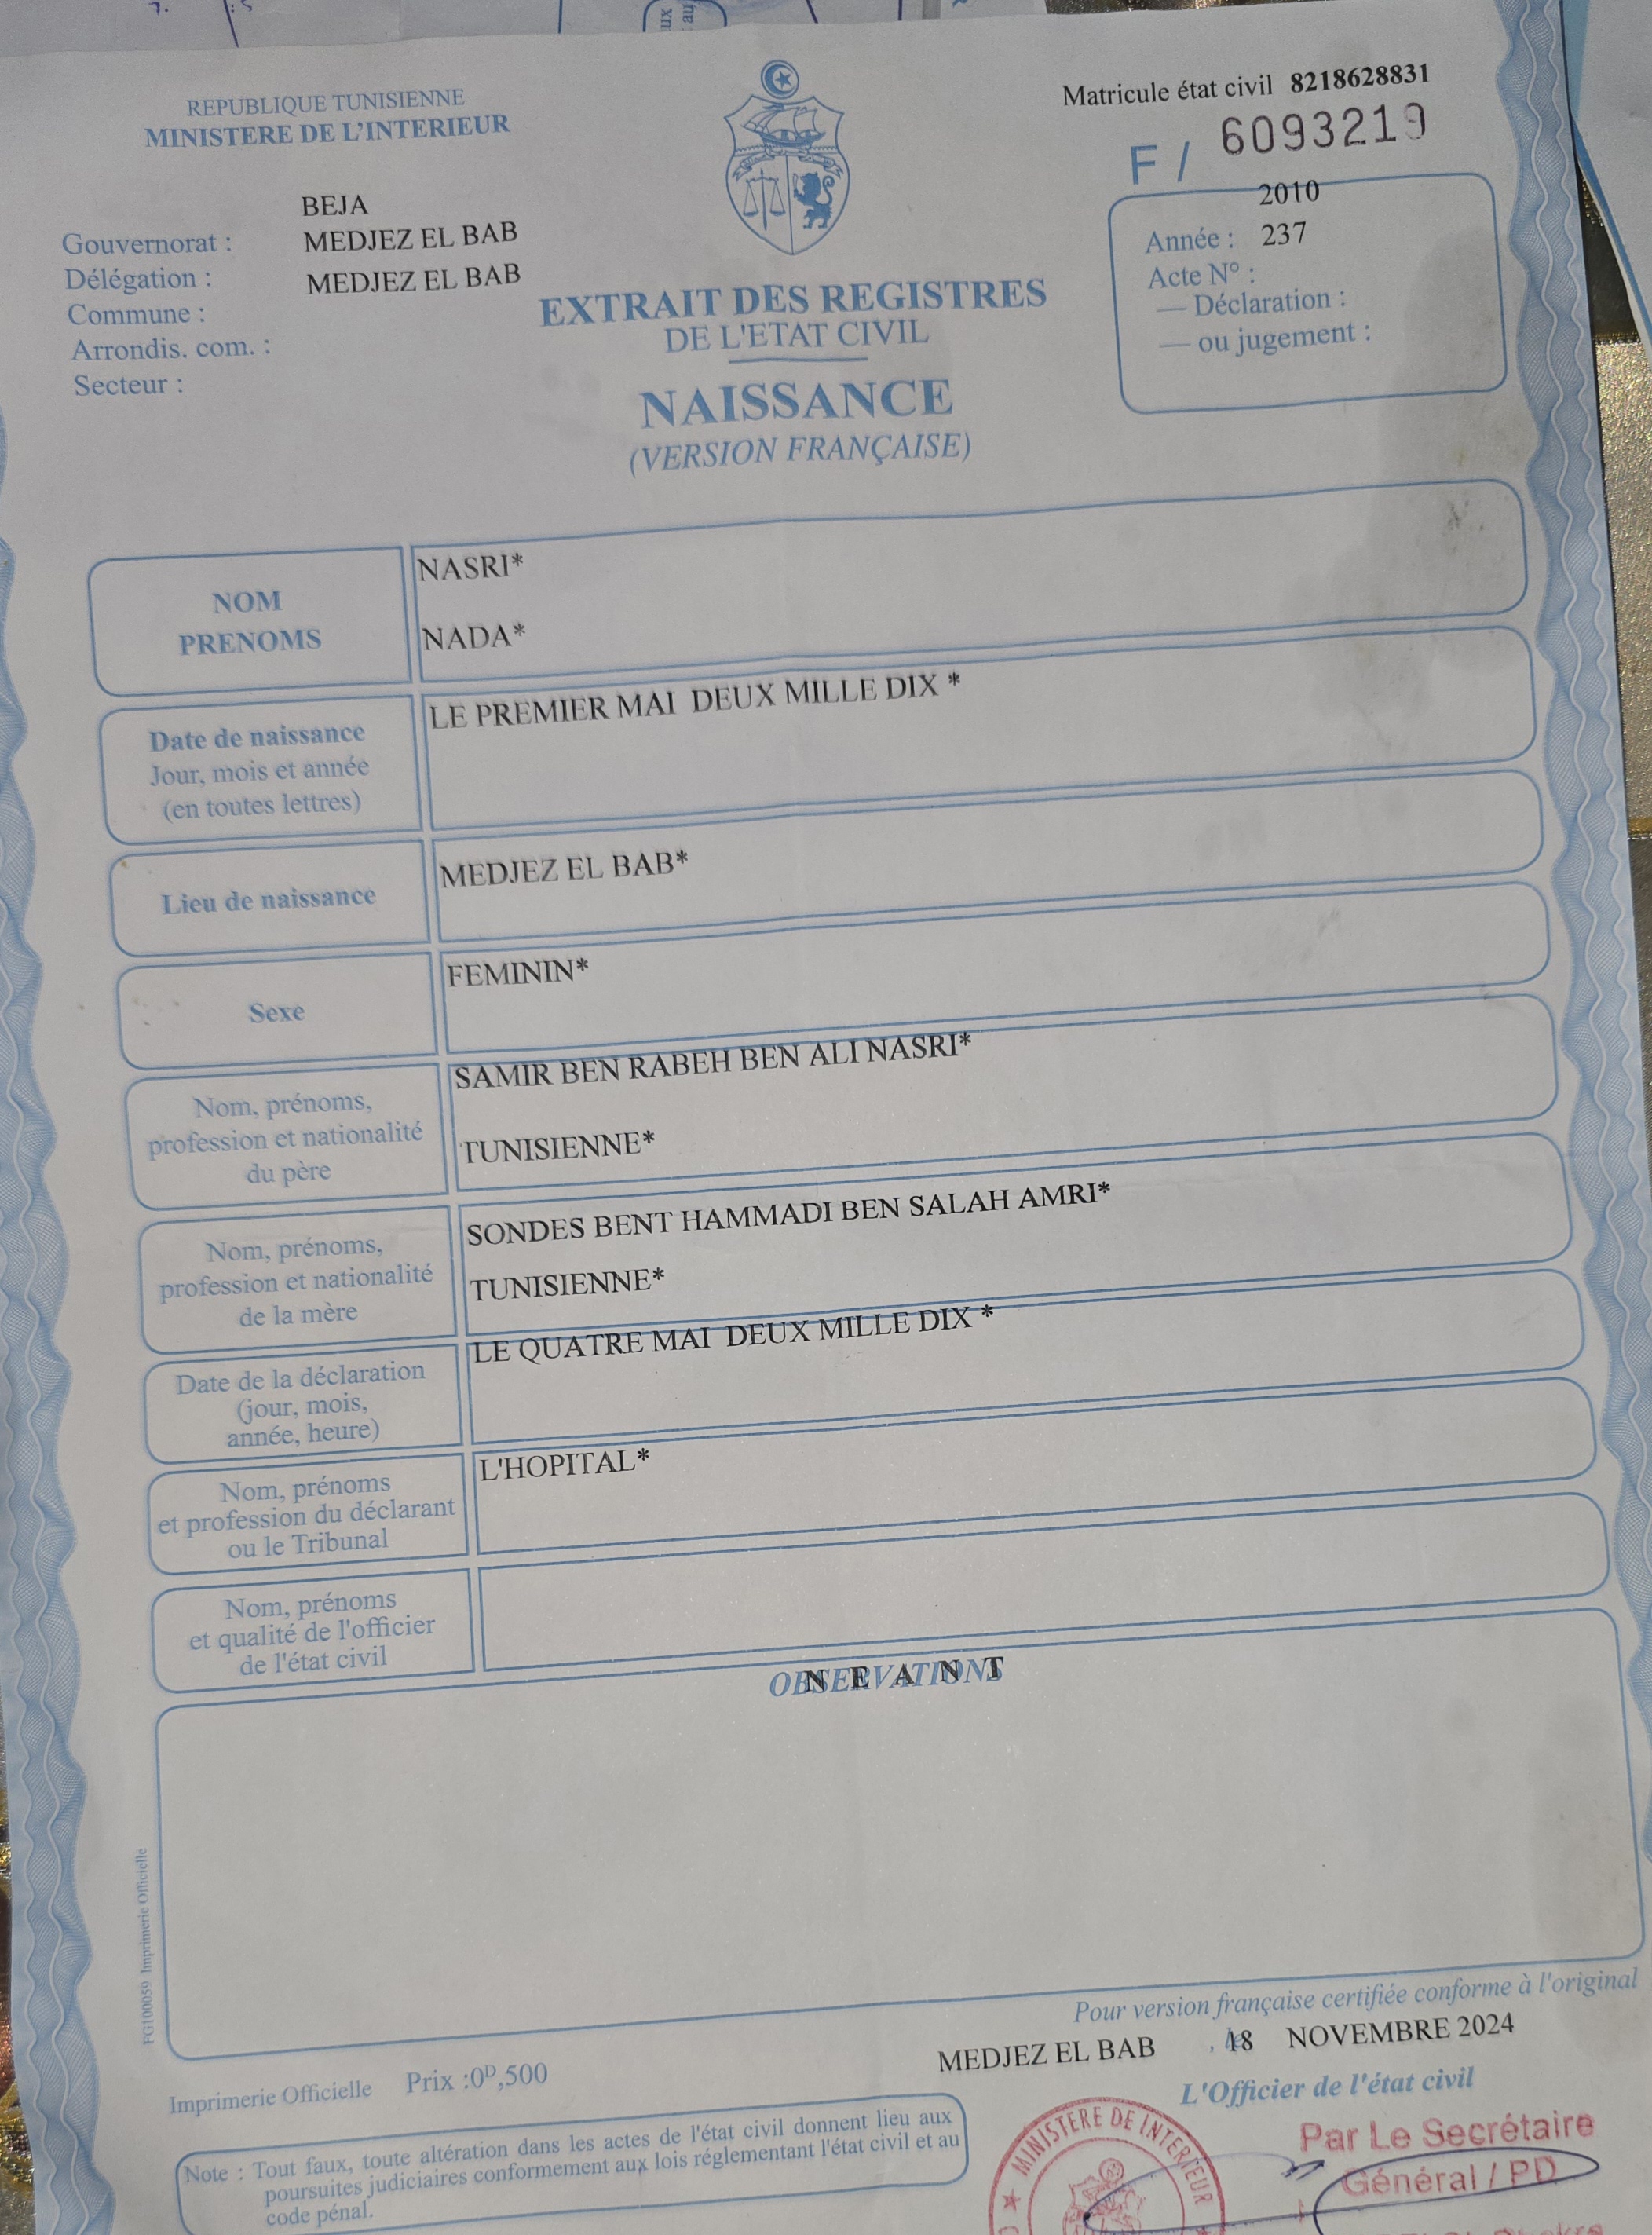 REPUBLIQUE TUNISIENNE
MINISTERE DE L'INTERIEUR
Matricule état civil 8218628831
F / 6093219
BEJA
Gouvernorat : MEDJEZ EL BAB
Délégation : MEDJEZ EL BAB
Commune :
Arrondis. com. :
Secteur :
2010
Année : 237
Acte N° :
— Déclaration :
— ou jugement :
EXTRAIT DES REGISTRES
DE L'ETAT CIVIL
NAISSANCE
(VERSION FRANÇAISE)
NOM
PRENOMS
NASRI*
NADA*
Date de naissance
Jour, mois et année
(en toutes lettres)
LE PREMIER MAI DEUX MILLE DIX *
Lieu de naissance
MEDJEZ EL BAB*
Sexe
FEMININ*
Nom, prénoms,
profession et nationalité
du père
SAMIR BEN RABEH BEN ALI NASRI*
TUNISIENNE*
Nom, prénoms,
profession et nationalité
de la mère
SONDES BENT HAMMADI BEN SALAH AMRI*
TUNISIENNE*
Date de la déclaration
(jour, mois,
année, heure)
LE QUATRE MAI DEUX MILLE DIX *
Nom, prénoms
et profession du déclarant
ou le Tribunal
L'HOPITAL*
Nom, prénoms
et qualité de l'officier
de l'état civil
OBSERVATIONS
N E A N T
FG100059 Imprimerie Officielle
Pour version française certifiée conforme à l'original
MEDJEZ EL BAB , 18 NOVEMBRE 2024
L'Officier de l'état civil
Imprimerie Officielle Prix :0D,500
Note : Tout faux, toute altération dans les actes de l'état civil donnent lieu aux
poursuites judiciaires conformement aux lois réglementant l'état civil et au
code pénal.
MINISTERE DE INTERIEUR
Par Le Secrétaire
Général / PD